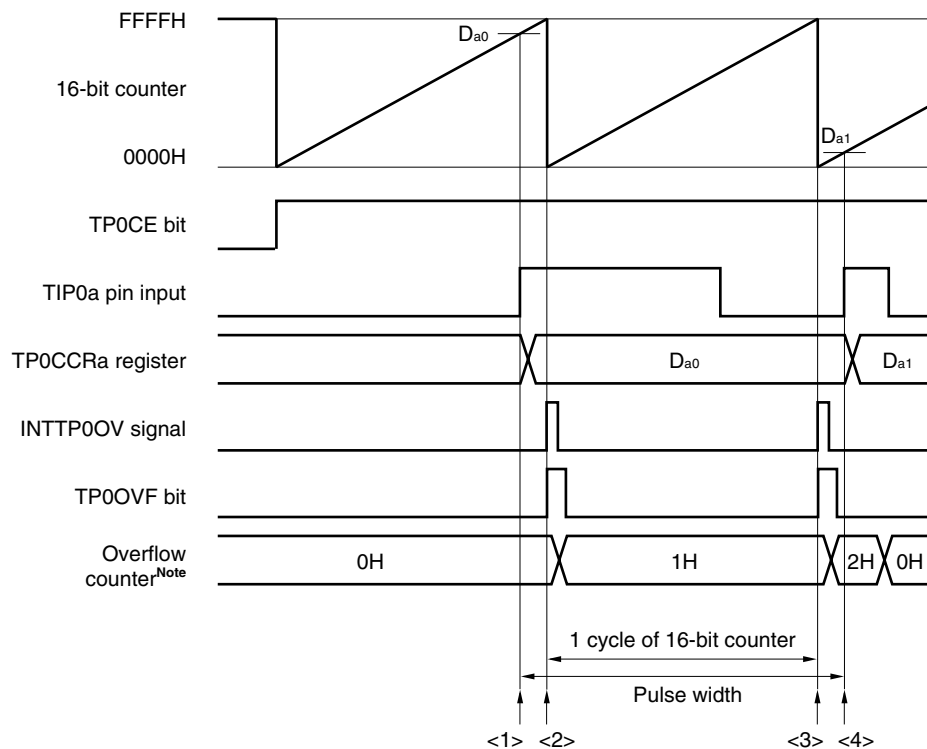 FFFFH
Da0
16-bit counter
0000H
Da1
TP0CE bit
TIP0a pin input
TP0CCRa register
Da0
Da1
INTTP0OV signal
TP0OVF bit
Overflow
counterNote
0H
1H
2H
0H
1 cycle of 16-bit counter
Pulse width
<1> <2> <3> <4>